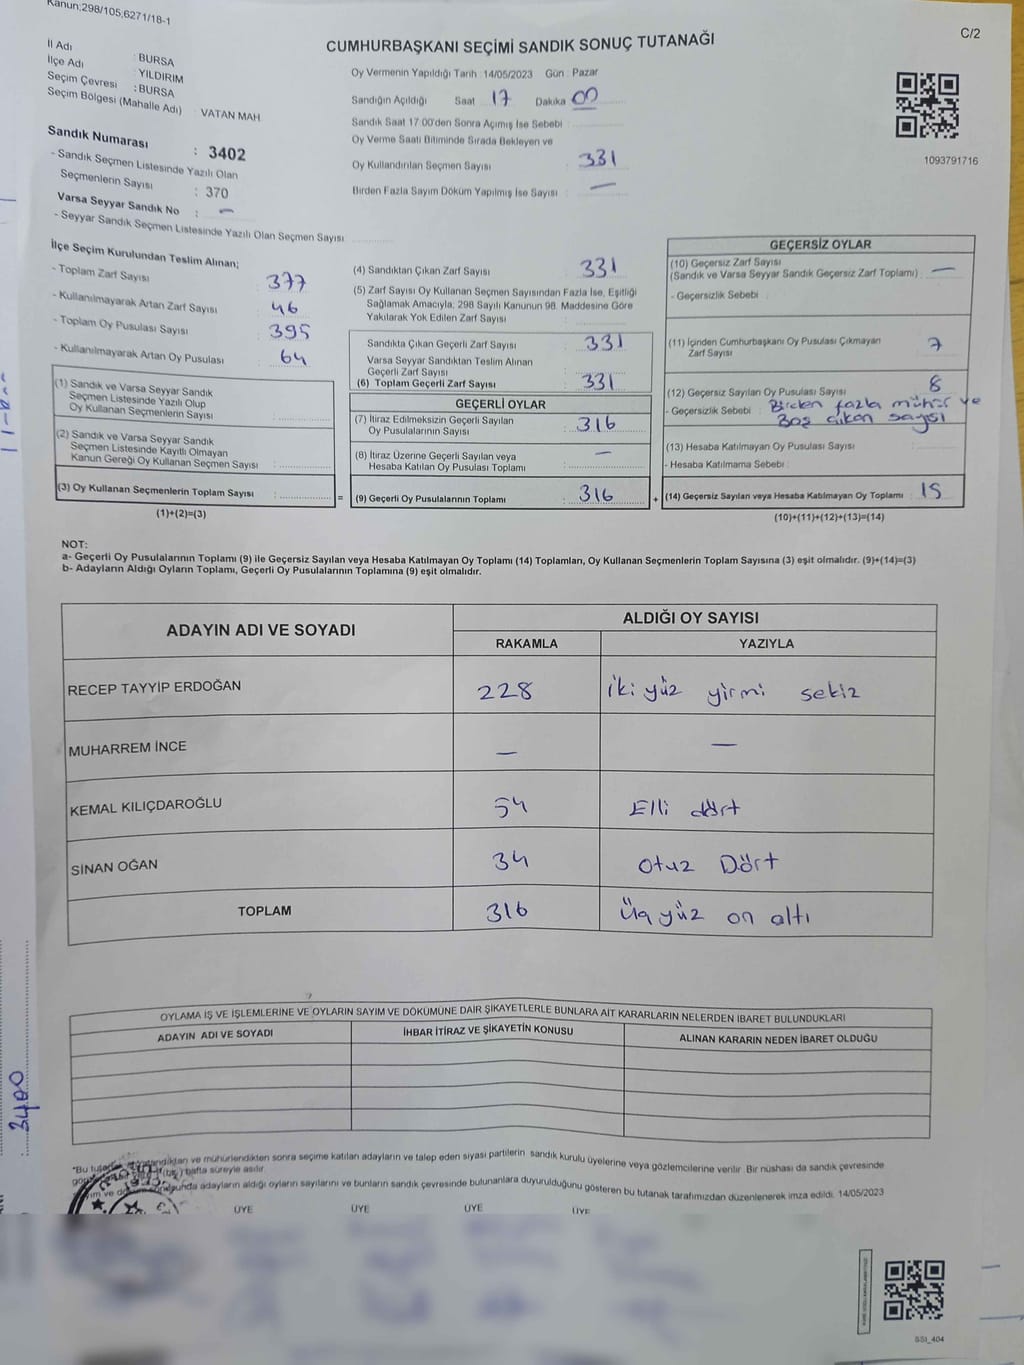 Kanun;298/105;6271/18-1
C/2
CUMHURBAŞKANI SEÇİMİ SANDIK SONUÇ TUTANAĞI
İl Adı : BURSA
İlçe Adı : YILDIRIM
Seçim Çevresi : BURSA
Seçim Bölgesi (Mahalle Adı) : VATAN MAH.
Oy Vermenin Yapıldığı Tarih : 14/05/2023 Gün : Pazar
Sandığın Açıldığı Saat 17 Dakika 00
Sandık Saat 17:00'den Sonra Açımış İse Sebebi :
Oy Verme Saati Bitiminde Sırada Bekleyen ve
Oy Kullandırılan Seçmen Sayısı : 331
Birden Fazla Sayım Döküm Yapılmış İse Sayısı : —
1093791716
Sandık Numarası : 3402
- Sandık Seçmen Listesinde Yazılı Olan
Seçmenlerin Sayısı : 370
Varsa Seyyar Sandık No : —
- Seyyar Sandık Seçmen Listesinde Yazılı Olan Seçmen Sayısı
İlçe Seçim Kurulundan Teslim Alınan;
- Toplam Zarf Sayısı : 377
- Kullanılmayarak Artan Zarf Sayısı : 46
- Toplam Oy Pusulası Sayısı : 395
- Kullanılmayarak Artan Oy Pusulası : 64
(1) Sandık ve Varsa Seyyar Sandık
Seçmen Listesinde Yazılı Olup
Oy Kullanan Seçmenlerin Sayısı :
(2) Sandık ve Varsa Seyyar Sandık
Seçmen Listesinde Kayıtlı Olmayan
Kanun Gereği Oy Kullanan Seçmen Sayısı :
(3) Oy Kullanan Seçmenlerin Toplam Sayısı : =
(1)+(2)=(3)
(4) Sandıktan Çıkan Zarf Sayısı : 331
(5) Zarf Sayısı Oy Kullanan Seçmen Sayısından Fazla İse, Eşitliği
Sağlamak Amacıyla; 298 Sayılı Kanunun 98. Maddesine Göre
Yakılarak Yok Edilen Zarf Sayısı :
Sandıkta Çıkan Geçerli Zarf Sayısı : 331
Varsa Seyyar Sandıktan Teslim Alınan
Geçerli Zarf Sayısı :
(6) Toplam Geçerli Zarf Sayısı : 331
GEÇERLİ OYLAR
(7) İtiraz Edilmeksizin Geçerli Sayılan
Oy Pusulalarının Sayısı : 316
(8) İtiraz Üzerine Geçerli Sayılan veya
Hesaba Katılan Oy Pusulası Toplamı : —
(9) Geçerli Oy Pusulalarının Toplamı : 316 +
GEÇERSİZ OYLAR
(10) Geçersiz Zarf Sayısı
(Sandık ve Varsa Seyyar Sandık Geçersiz Zarf Toplamı) : —
- Geçersizlik Sebebi :
(11) İçinden Cumhurbaşkanı Oy Pusulası Çıkmayan
Zarf Sayısı : 7
(12) Geçersiz Sayılan Oy Pusulası Sayısı : 8
- Geçersizlik Sebebi : Birden fazla mühür ve
Boş çıkan sayısı
(13) Hesaba Katılmayan Oy Pusulası Sayısı :
- Hesaba Katılmama Sebebi :
(14) Geçersiz Sayılan veya Hesaba Katılmayan Oy Toplamı : 15
(10)+(11)+(12)+(13)=(14)
NOT:
a- Geçerli Oy Pusulalarının Toplamı (9) ile Geçersiz Sayılan veya Hesaba Katılmayan Oy Toplamı (14) Toplamları, Oy Kullanan Seçmenlerin Toplam Sayısına (3) eşit olmalıdır. (9)+(14)=(3)
b- Adayların Aldığı Oyların Toplamı, Geçerli Oy Pusulalarının Toplamına (9) eşit olmalıdır.
ADAYIN ADI VE SOYADI ALDIĞI OY SAYISI
RAKAMLA YAZIYLA
RECEP TAYYİP ERDOĞAN 228 iki yüz yirmi sekiz
MUHARREM İNCE — —
KEMAL KILIÇDAROĞLU 54 Elli dört
SİNAN OĞAN 34 Otuz Dört
TOPLAM 316 Üç yüz on altı
OYLAMA İŞ VE İŞLEMLERİNE VE OYLARIN SAYIM VE DÖKÜMÜNE DAİR ŞİKAYETLERLE BUNLARA AİT KARARLARIN NELERDEN İBARET BULUNDUKLARI
ADAYIN ADI VE SOYADI İHBAR İTİRAZ VE ŞİKAYETİN KONUSU ALINAN KARARIN NEDEN İBARET OLDUĞU
3400
*Bu ve mühürlendikten sonra seçime katılan adayların ve talep eden siyasi partilerin sandık kurulu üyelerine veya gözlemcilerine verilir. Bir nüshası da sandık çevresinde
hafta süreyle asılır.
adayların aldığı oyların sayılarını ve bunların sandık çevresinde bulunanlara duyurulduğunu gösteren bu tutanak tarafımızdan düzenlenerek imza edildi. 14/05/2023
ÜYE ÜYE ÜYE ÜYE
SSI_404